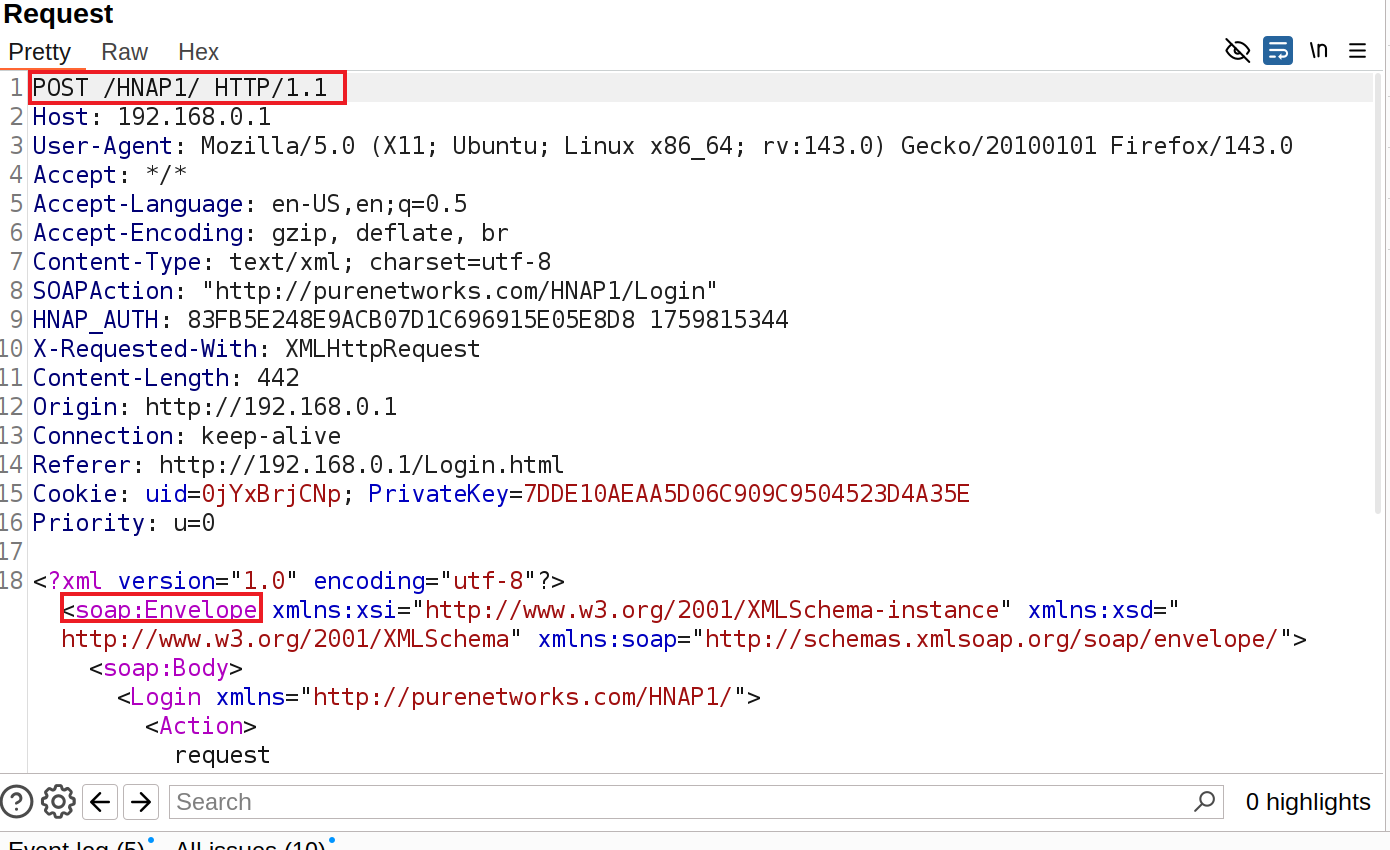 Request
Pretty Raw Hex \n
1 POST /HNAP1/ HTTP/1.1
2 Host: 192.168.0.1
3 User-Agent: Mozilla/5.0 (X11; Ubuntu; Linux x86_64; rv:143.0) Gecko/20100101 Firefox/143.0
4 Accept: */*
5 Accept-Language: en-US,en;q=0.5
6 Accept-Encoding: gzip, deflate, br
7 Content-Type: text/xml; charset=utf-8
8 SOAPAction: "http://purenetworks.com/HNAP1/Login"
9 HNAP_AUTH: 83FB5E248E9ACB07D1C696915E05E8D8 1759815344
10 X-Requested-With: XMLHttpRequest
11 Content-Length: 442
12 Origin: http://192.168.0.1
13 Connection: keep-alive
14 Referer: http://192.168.0.1/Login.html
15 Cookie: uid=0jYxBrjCNp; PrivateKey=7DDE10AEAA5D06C909C9504523D4A35E
16 Priority: u=0
17
18 <?xml version="1.0" encoding="utf-8"?>
<soap:Envelope xmlns:xsi="http://www.w3.org/2001/XMLSchema-instance" xmlns:xsd="
http://www.w3.org/2001/XMLSchema" xmlns:soap="http://schemas.xmlsoap.org/soap/envelope/">
<soap:Body>
<Login xmlns="http://purenetworks.com/HNAP1/">
<Action>
request
Search 0 highlights
Event log (5) All issues (10)